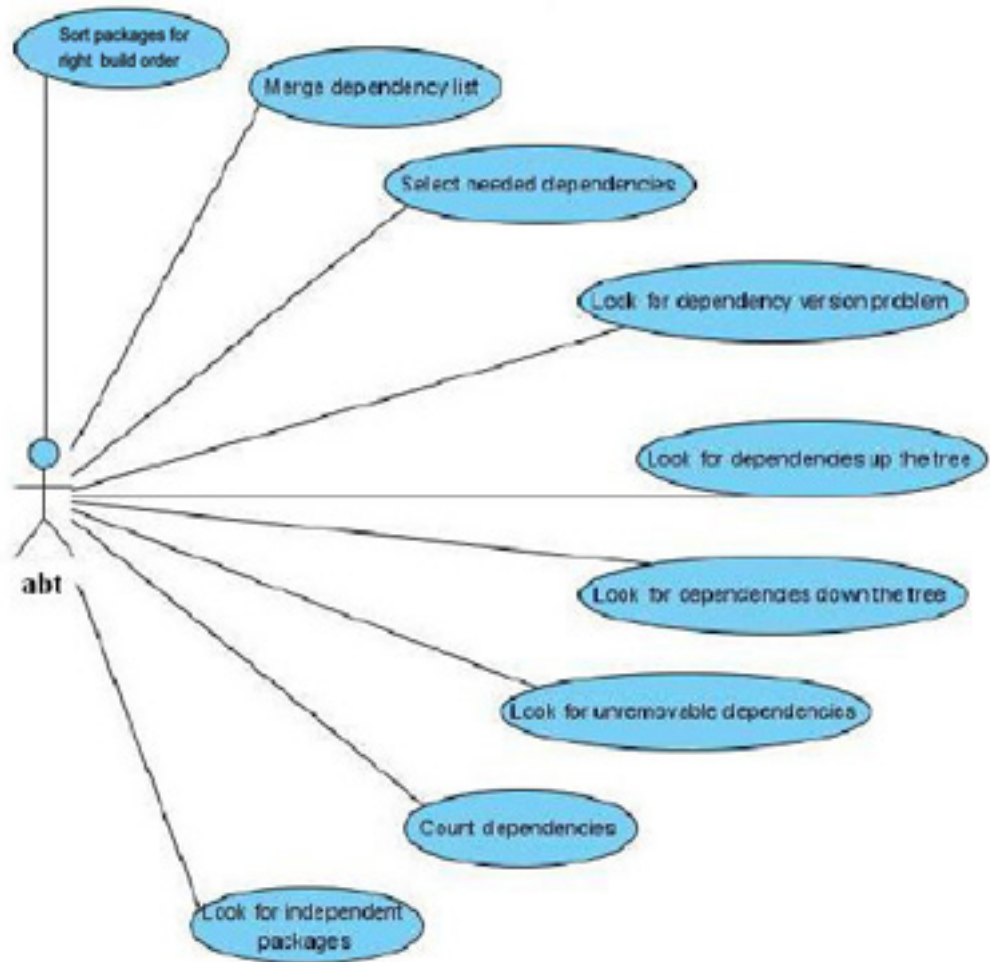 Sort packages for
right build order
Merge dependency list
Select needed dependencies
Look for dependency version problem
Look for dependencies up the tree
abt
Look for dependencies down the tree
Look for unremovable dependencies
Count dependencies
Look for independent
packages